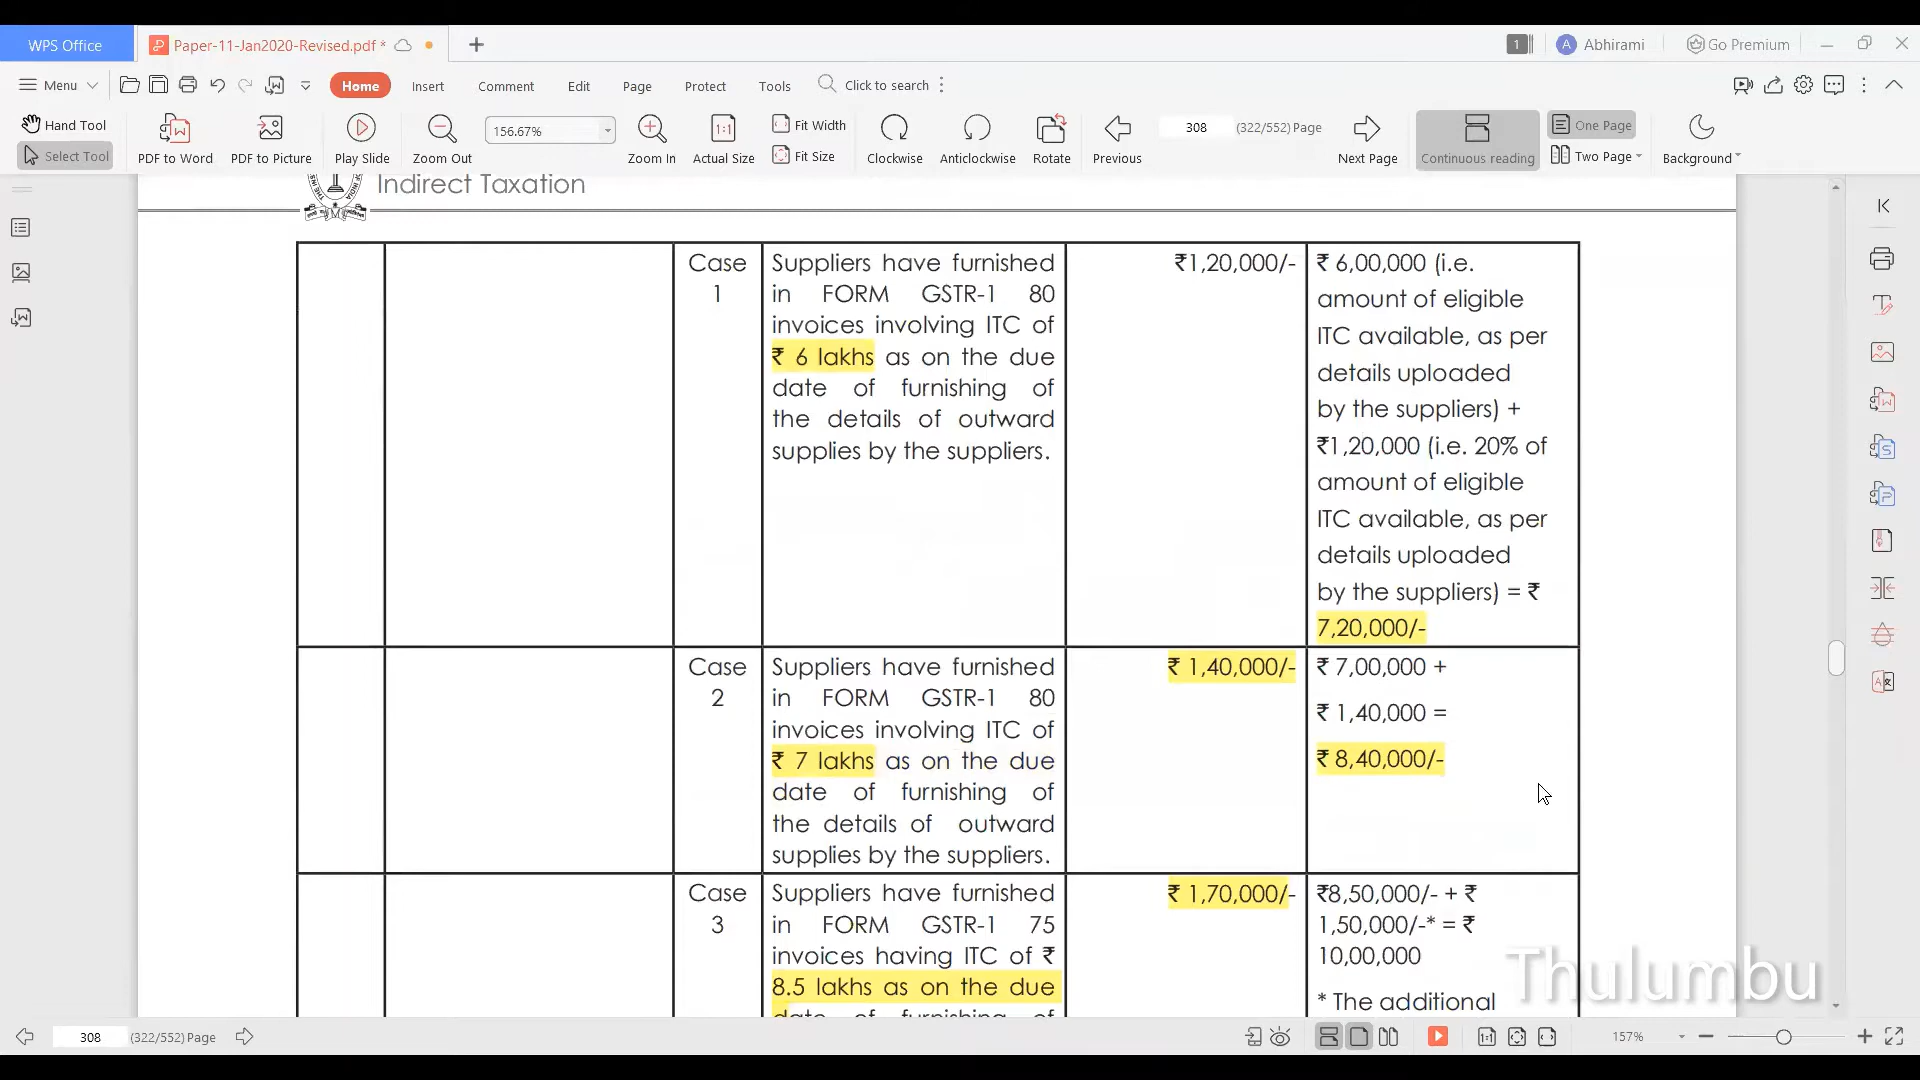 WPS Office
Paper-11-Jan2020-Revised.pdf *
1
A Abhirami
Go Premium
Menu
Home
Insert
Comment
Edit
Page
Protect
Tools
Click to search
Hand Tool
Select Tool
PDF to Word
PDF to Picture
Play Slide
Zoom Out
156.67%
Zoom In
1:1
Actual Size
Fit Width
Fit Size
Clockwise
Anticlockwise
Rotate
Previous
308
(322/552) Page
Next Page
Continuous reading
One Page
Two Page
Background
Indirect Taxation
Case
1
Suppliers have furnished
in FORM GSTR-1 80
invoices involving ITC of
₹ 6 lakhs as on the due
date of furnishing of
the details of outward
supplies by the suppliers.
₹1,20,000/-
₹ 6,00,000 (i.e.
amount of eligible
ITC available, as per
details uploaded
by the suppliers) +
₹1,20,000 (i.e. 20% of
amount of eligible
ITC available, as per
details uploaded
by the suppliers) = ₹
7,20,000/-
Case
2
Suppliers have furnished
in FORM GSTR-1 80
invoices involving ITC of
₹ 7 lakhs as on the due
date of furnishing of
the details of outward
supplies by the suppliers.
₹ 1,40,000/-
₹ 7,00,000 +
₹ 1,40,000 =
₹ 8,40,000/-
Case
3
Suppliers have furnished
in FORM GSTR-1 75
invoices having ITC of ₹
8.5 lakhs as on the due
date of furnishing of
₹ 1,70,000/-
₹8,50,000/- + ₹
1,50,000/-* = ₹
10,00,000
* The additional
Thulumbu
308
(322/552) Page
157%